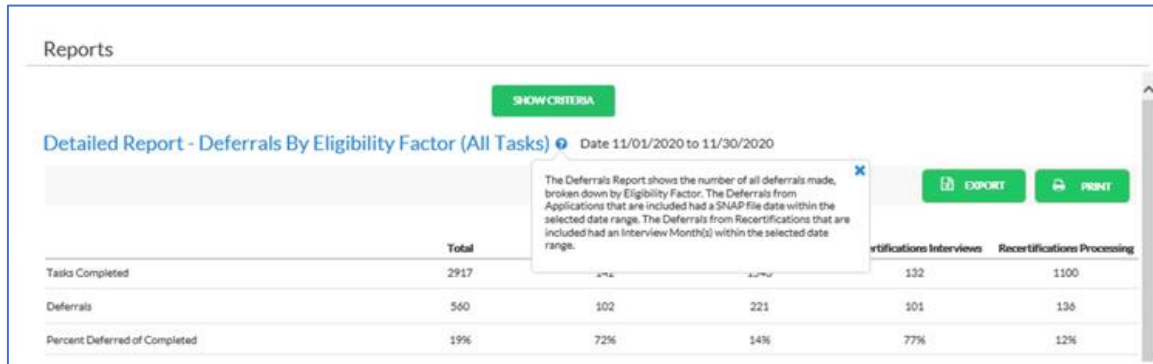 Reports
SHOW CRITERIA
Detailed Report - Deferrals By Eligibility Factor (All Tasks) ? Date 11/01/2020 to 11/30/2020
The Deferrals Report shows the number of all deferrals made,
broken down by Eligibility Factor. The Deferrals from
Applications that are included had a SNAP file date within the
selected date range. The Deferrals from Recertifications that are
included had an Interview Month(s) within the selected date
range.
EXPORT PRINT
Total rtifications Interviews Recertifications Processing
Tasks Completed 2917 132 1100
Deferrals 560 102 221 101 136
Percent Deferred of Completed 19% 72% 14% 77% 12%